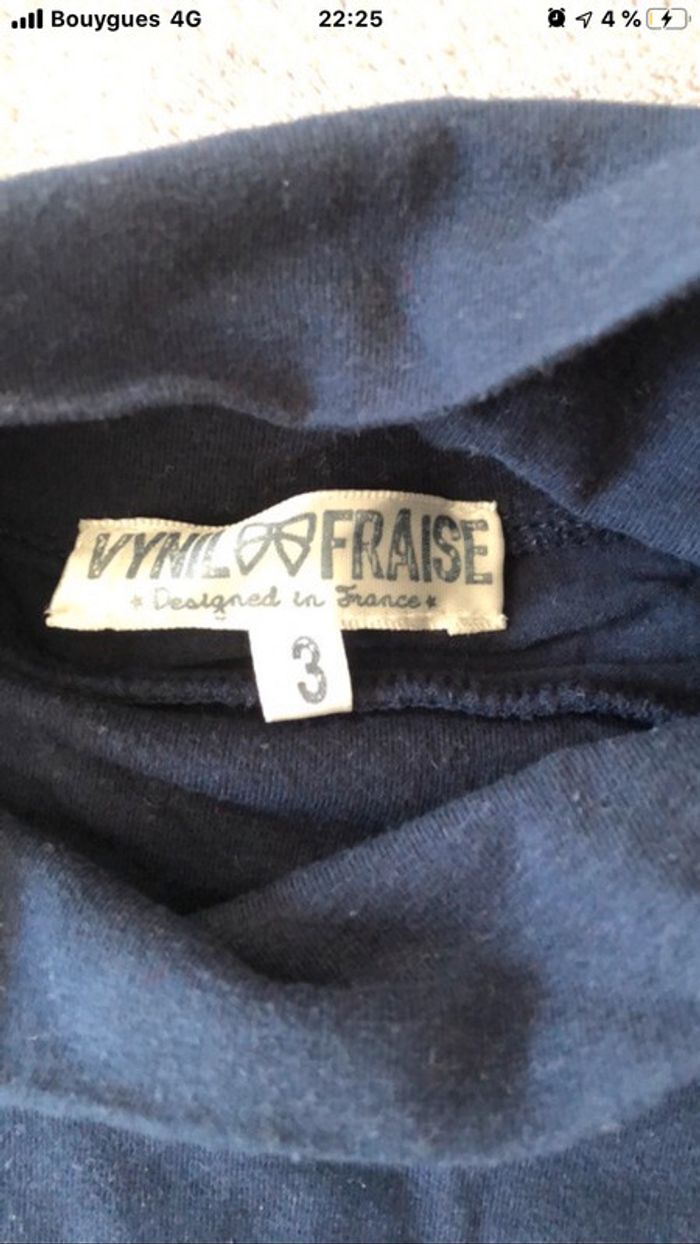 Bouygues 4G 22:25 4 %
VYNIL FRAISE
* Designed in France *
3